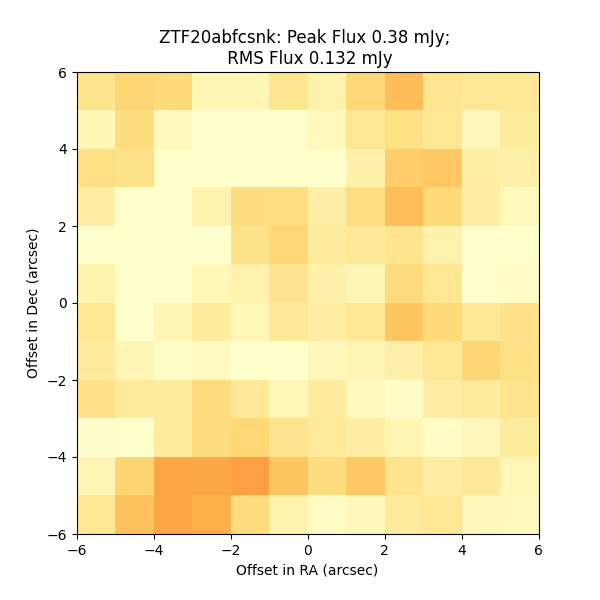 ZTF20abfcsnk: Peak Flux 0.38 mJy;
RMS Flux 0.132 mJy
6
4
2
0
−2
−4
−6
Offset in Dec (arcsec)
−6 −4 −2 0 2 4 6
Offset in RA (arcsec)